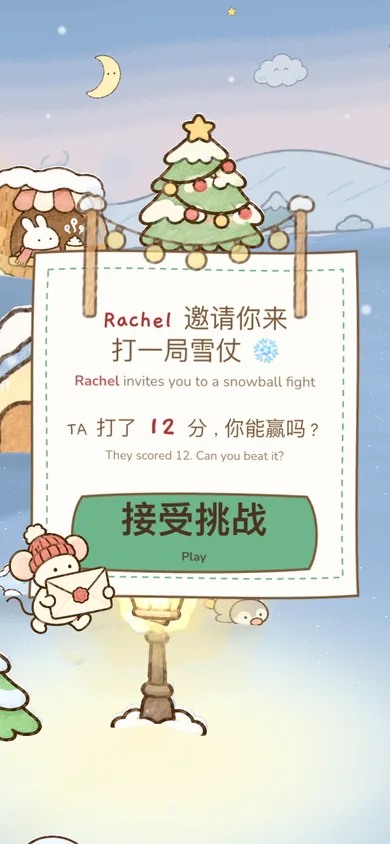 Rachel 邀请你来
打一局雪仗 ❄️
Rachel invites you to a snowball fight
TA 打了 12 分，你能赢吗？
They scored 12. Can you beat it?
接受挑战
Play